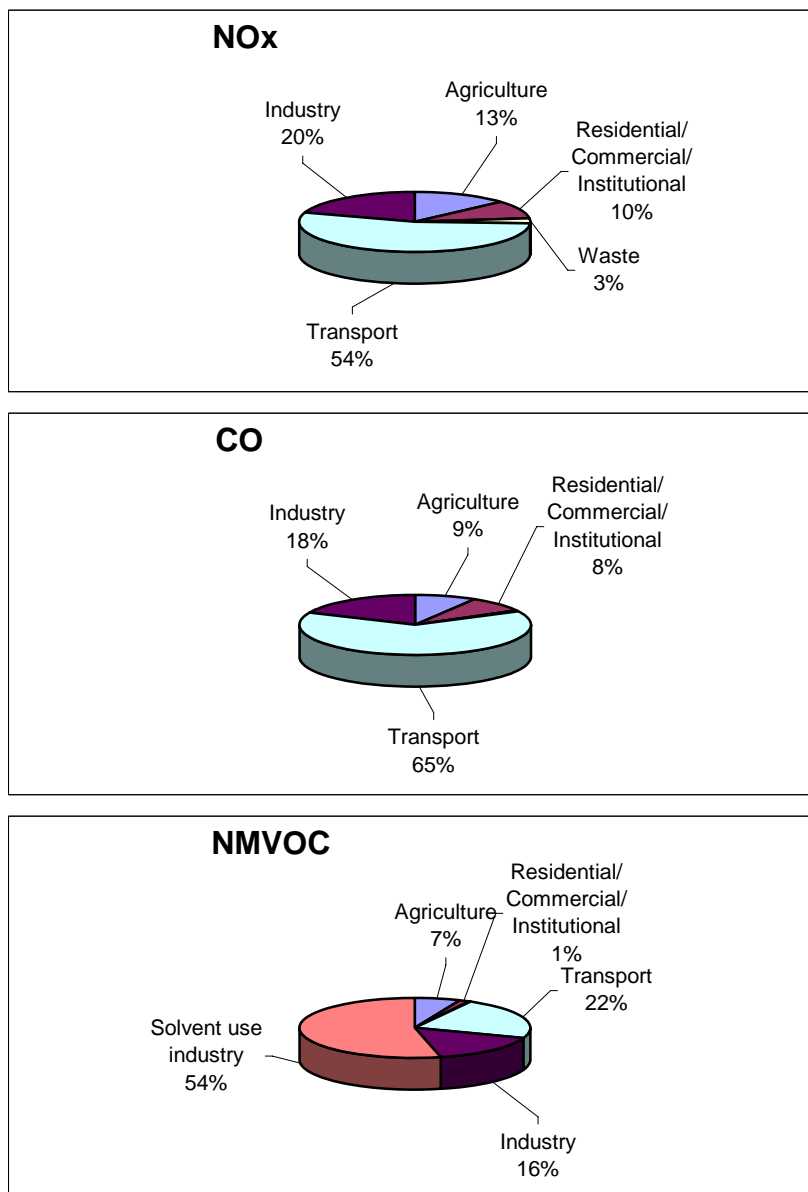 NOx
Industry
20%
Agriculture
13%
Residential/
Commercial/
Institutional
10%
Waste
3%
Transport
54%
CO
Industry
18%
Agriculture
9%
Residential/
Commercial/
Institutional
8%
Transport
65%
NMVOC
Agriculture
7%
Residential/
Commercial/
Institutional
1%
Transport
22%
Solvent use
industry
54%
Industry
16%